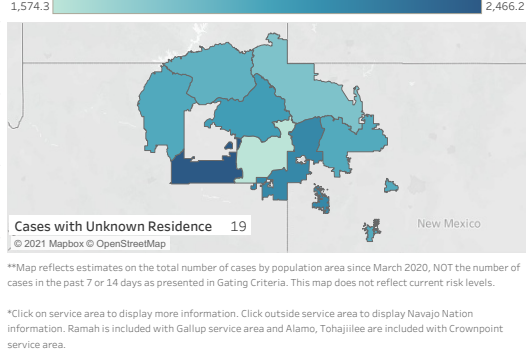 1,574.3 2,466.2
New Mexico
Cases with Unknown Residence 19
© 2021 Mapbox © OpenStreetMap
**Map reflects estimates on the total number of cases by population area since March 2020, NOT the number of
cases in the past 7 or 14 days as presented in Gating Criteria. This map does not reflect current risk levels.
*Click on service area to display more information. Click outside service area to display Navajo Nation
information. Ramah is included with Gallup service area and Alamo, Tohajiilee are included with Crownpoint
service area.